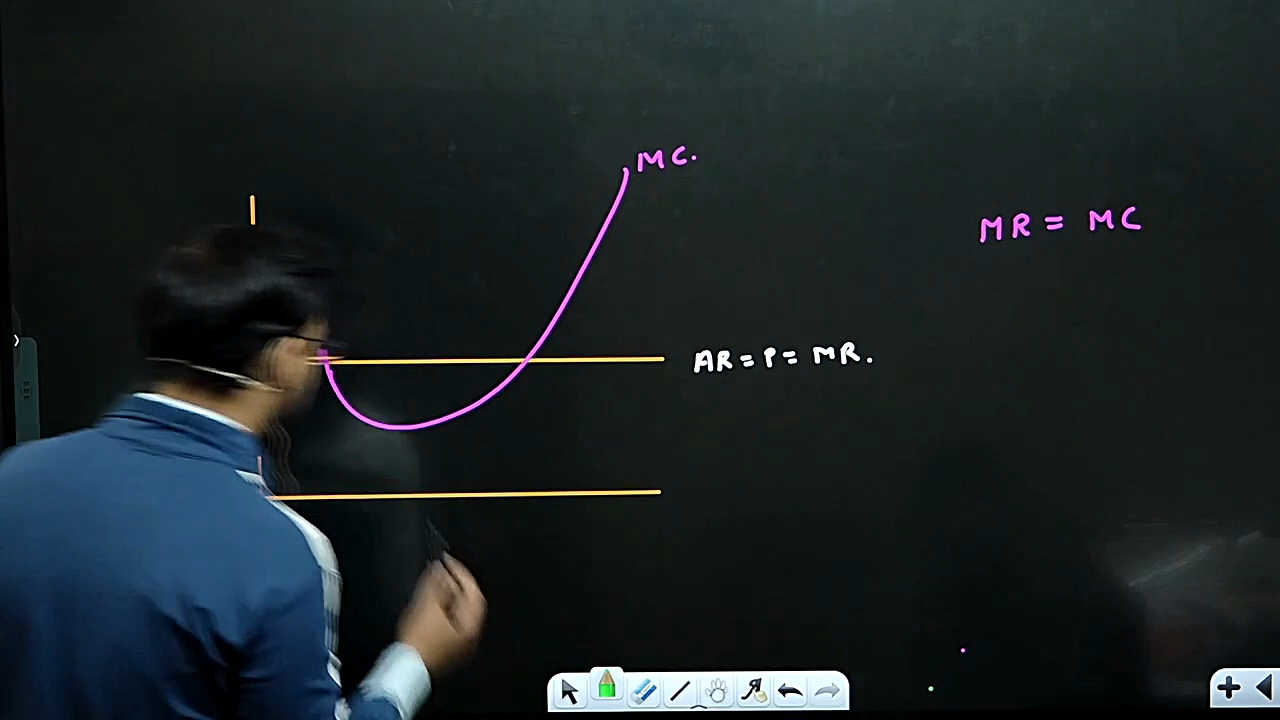 MC.
MR = MC
AR = P = MR.